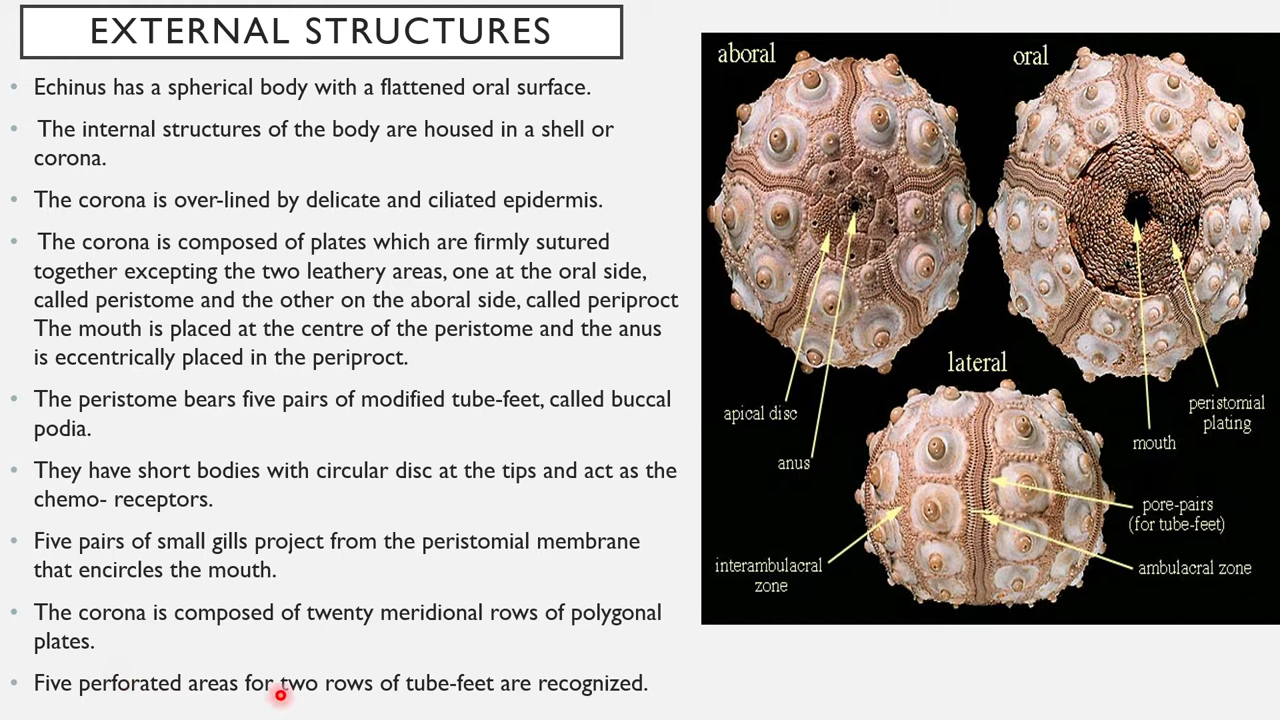 EXTERNAL STRUCTURES
Echinus has a spherical body with a flattened oral surface.
The internal structures of the body are housed in a shell or
corona.
The corona is over-lined by delicate and ciliated epidermis.
The corona is composed of plates which are firmly sutured
together excepting the two leathery areas, one at the oral side,
called peristome and the other on the aboral side, called periproct
The mouth is placed at the centre of the peristome and the anus
is eccentrically placed in the periproct.
The peristome bears five pairs of modified tube-feet, called buccal
podia.
They have short bodies with circular disc at the tips and act as the
chemo- receptors.
Five pairs of small gills project from the peristomial membrane
that encircles the mouth.
The corona is composed of twenty meridional rows of polygonal
plates.
Five perforated areas for two rows of tube-feet are recognized.
aboral
oral
lateral
apical disc
anus
peristomial
plating
mouth
pore-pairs
(for tube-feet)
interambulacral
zone
ambulacral zone